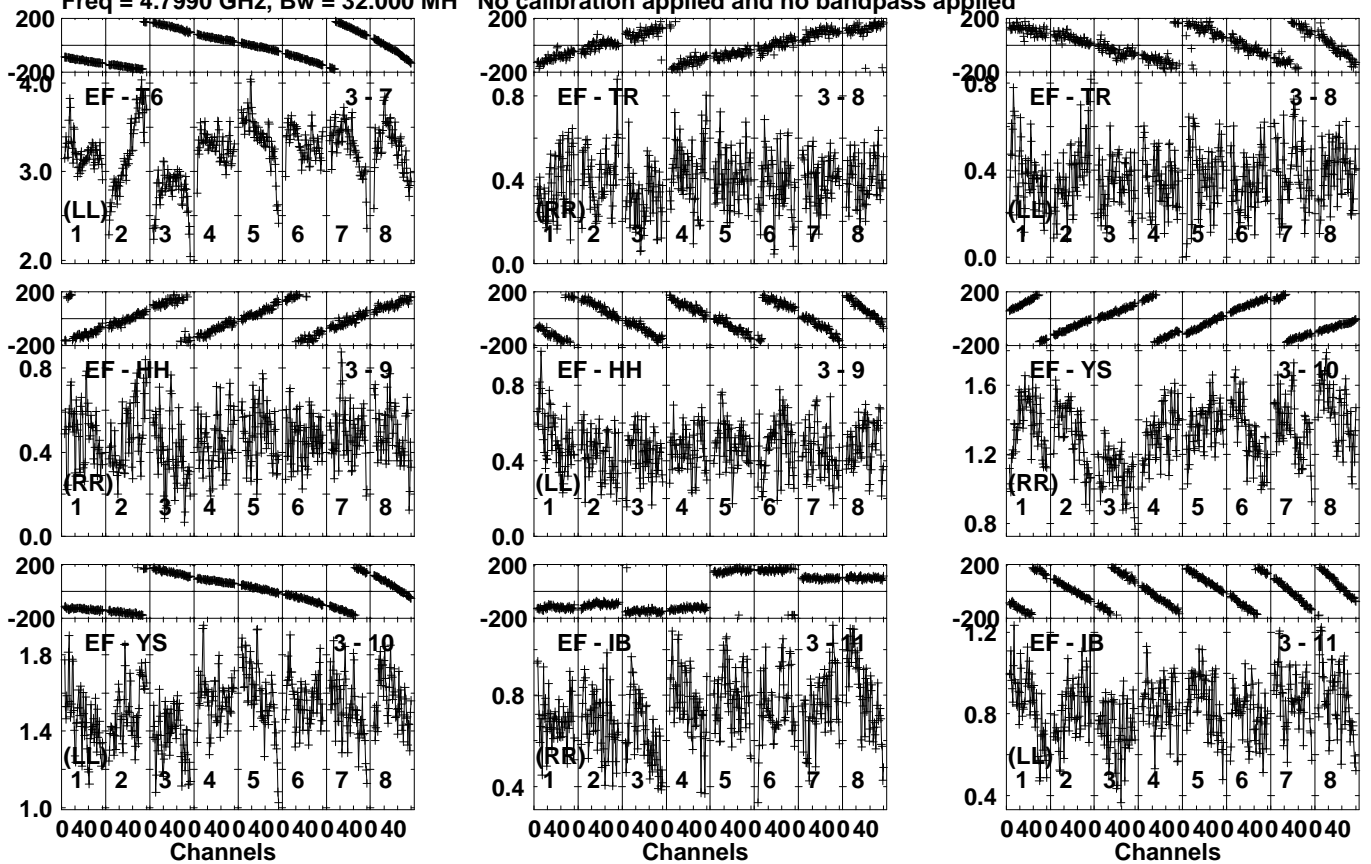 Freq = 4.7990 GHz, Bw = 32.000 MH No calibration applied and no bandpass applied
200
-200
4.0
3.0
2.0
EF - T6
3 - 7
(LL)
1 2 3 4 5 6 7 8
200
-200
0.8
0.4
0.0
EF - TR
3 - 8
(RR)
1 2 3 4 5 6 7 8
200
-200
0.8
0.4
0.0
EF - TR
3 - 8
(LL)
1 2 3 4 5 6 7 8
200
-200
0.8
0.4
0.0
EF - HH
3 - 9
(RR)
1 2 3 4 5 6 7 8
200
-200
0.8
0.4
0.0
EF - HH
3 - 9
(LL)
1 2 3 4 5 6 7 8
200
-200
1.6
1.2
0.8
EF - YS
3 - 10
(RR)
1 2 3 4 5 6 7 8
200
-200
1.8
1.4
1.0
EF - YS
3 - 10
(LL)
1 2 3 4 5 6 7 8
0 40 0 40 0 40 0 40 0 40 0 40 0 40 0 40
Channels
200
-200
0.8
0.4
EF - IB
3 - 11
(RR)
1 2 3 4 5 6 7 8
0 40 0 40 0 40 0 40 0 40 0 40 0 40 0 40
Channels
200
-200
1.2
0.8
0.4
EF - IB
3 - 11
(LL)
1 2 3 4 5 6 7 8
0 40 0 40 0 40 0 40 0 40 0 40 0 40 0 40
Channels